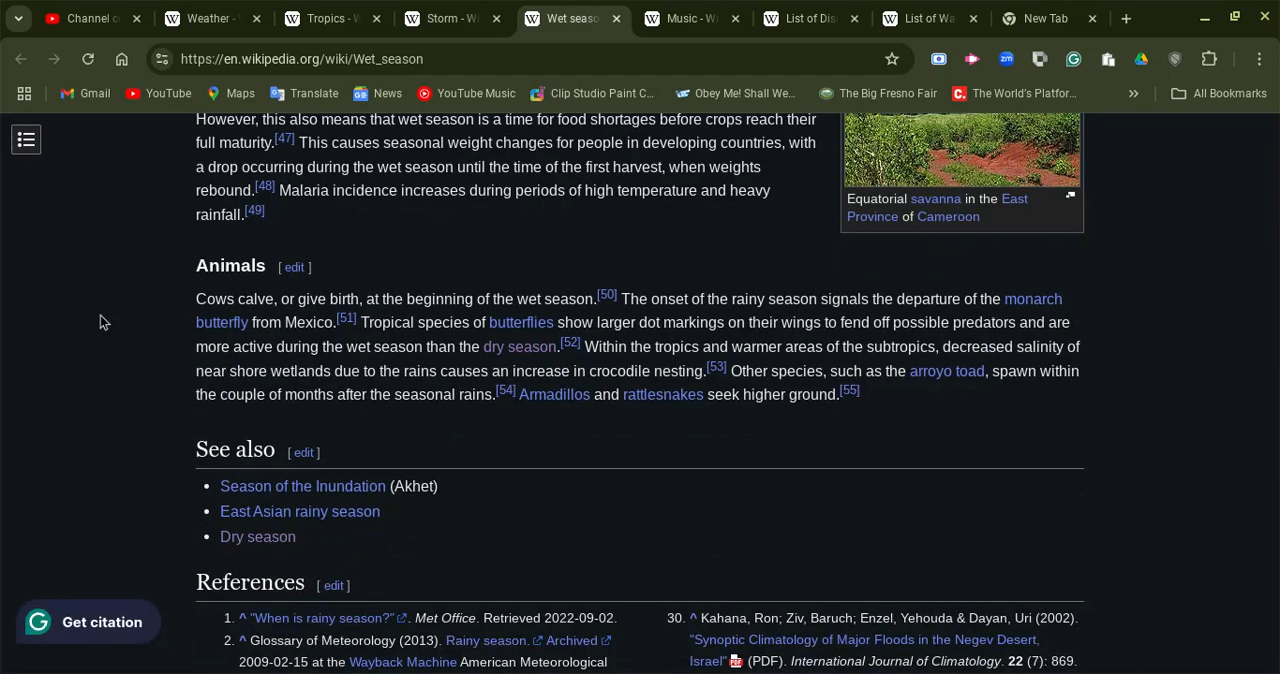 Channel c
Weather -
Tropics - W
Storm - Wi
Wet seaso
Music - W
List of Dis
List of Wa
New Tab
https://en.wikipedia.org/wiki/Wet_season
Gmail
YouTube
Maps
Translate
News
YouTube Music
Clip Studio Paint C...
Obey Me! Shall We...
The Big Fresno Fair
The World's Platfor...
All Bookmarks
However, this also means that wet season is a time for food shortages before crops reach their
full maturity.[47] This causes seasonal weight changes for people in developing countries, with
a drop occurring during the wet season until the time of the first harvest, when weights
rebound.[48] Malaria incidence increases during periods of high temperature and heavy
rainfall.[49]
Equatorial savanna in the East
Province of Cameroon
Animals [ edit ]
Cows calve, or give birth, at the beginning of the wet season.[50] The onset of the rainy season signals the departure of the monarch
butterfly from Mexico.[51] Tropical species of butterflies show larger dot markings on their wings to fend off possible predators and are
more active during the wet season than the dry season.[52] Within the tropics and warmer areas of the subtropics, decreased salinity of
near shore wetlands due to the rains causes an increase in crocodile nesting.[53] Other species, such as the arroyo toad, spawn within
the couple of months after the seasonal rains.[54] Armadillos and rattlesnakes seek higher ground.[55]
See also [ edit ]
• Season of the Inundation (Akhet)
• East Asian rainy season
• Dry season
References [ edit ]
1. ^ "When is rainy season?". Met Office. Retrieved 2022-09-02.
2. ^ Glossary of Meteorology (2013). Rainy season. Archived
2009-02-15 at the Wayback Machine American Meteorological
30. ^ Kahana, Ron; Ziv, Baruch; Enzel, Yehouda & Dayan, Uri (2002).
"Synoptic Climatology of Major Floods in the Negev Desert,
Israel" (PDF). International Journal of Climatology. 22 (7): 869.
Get citation